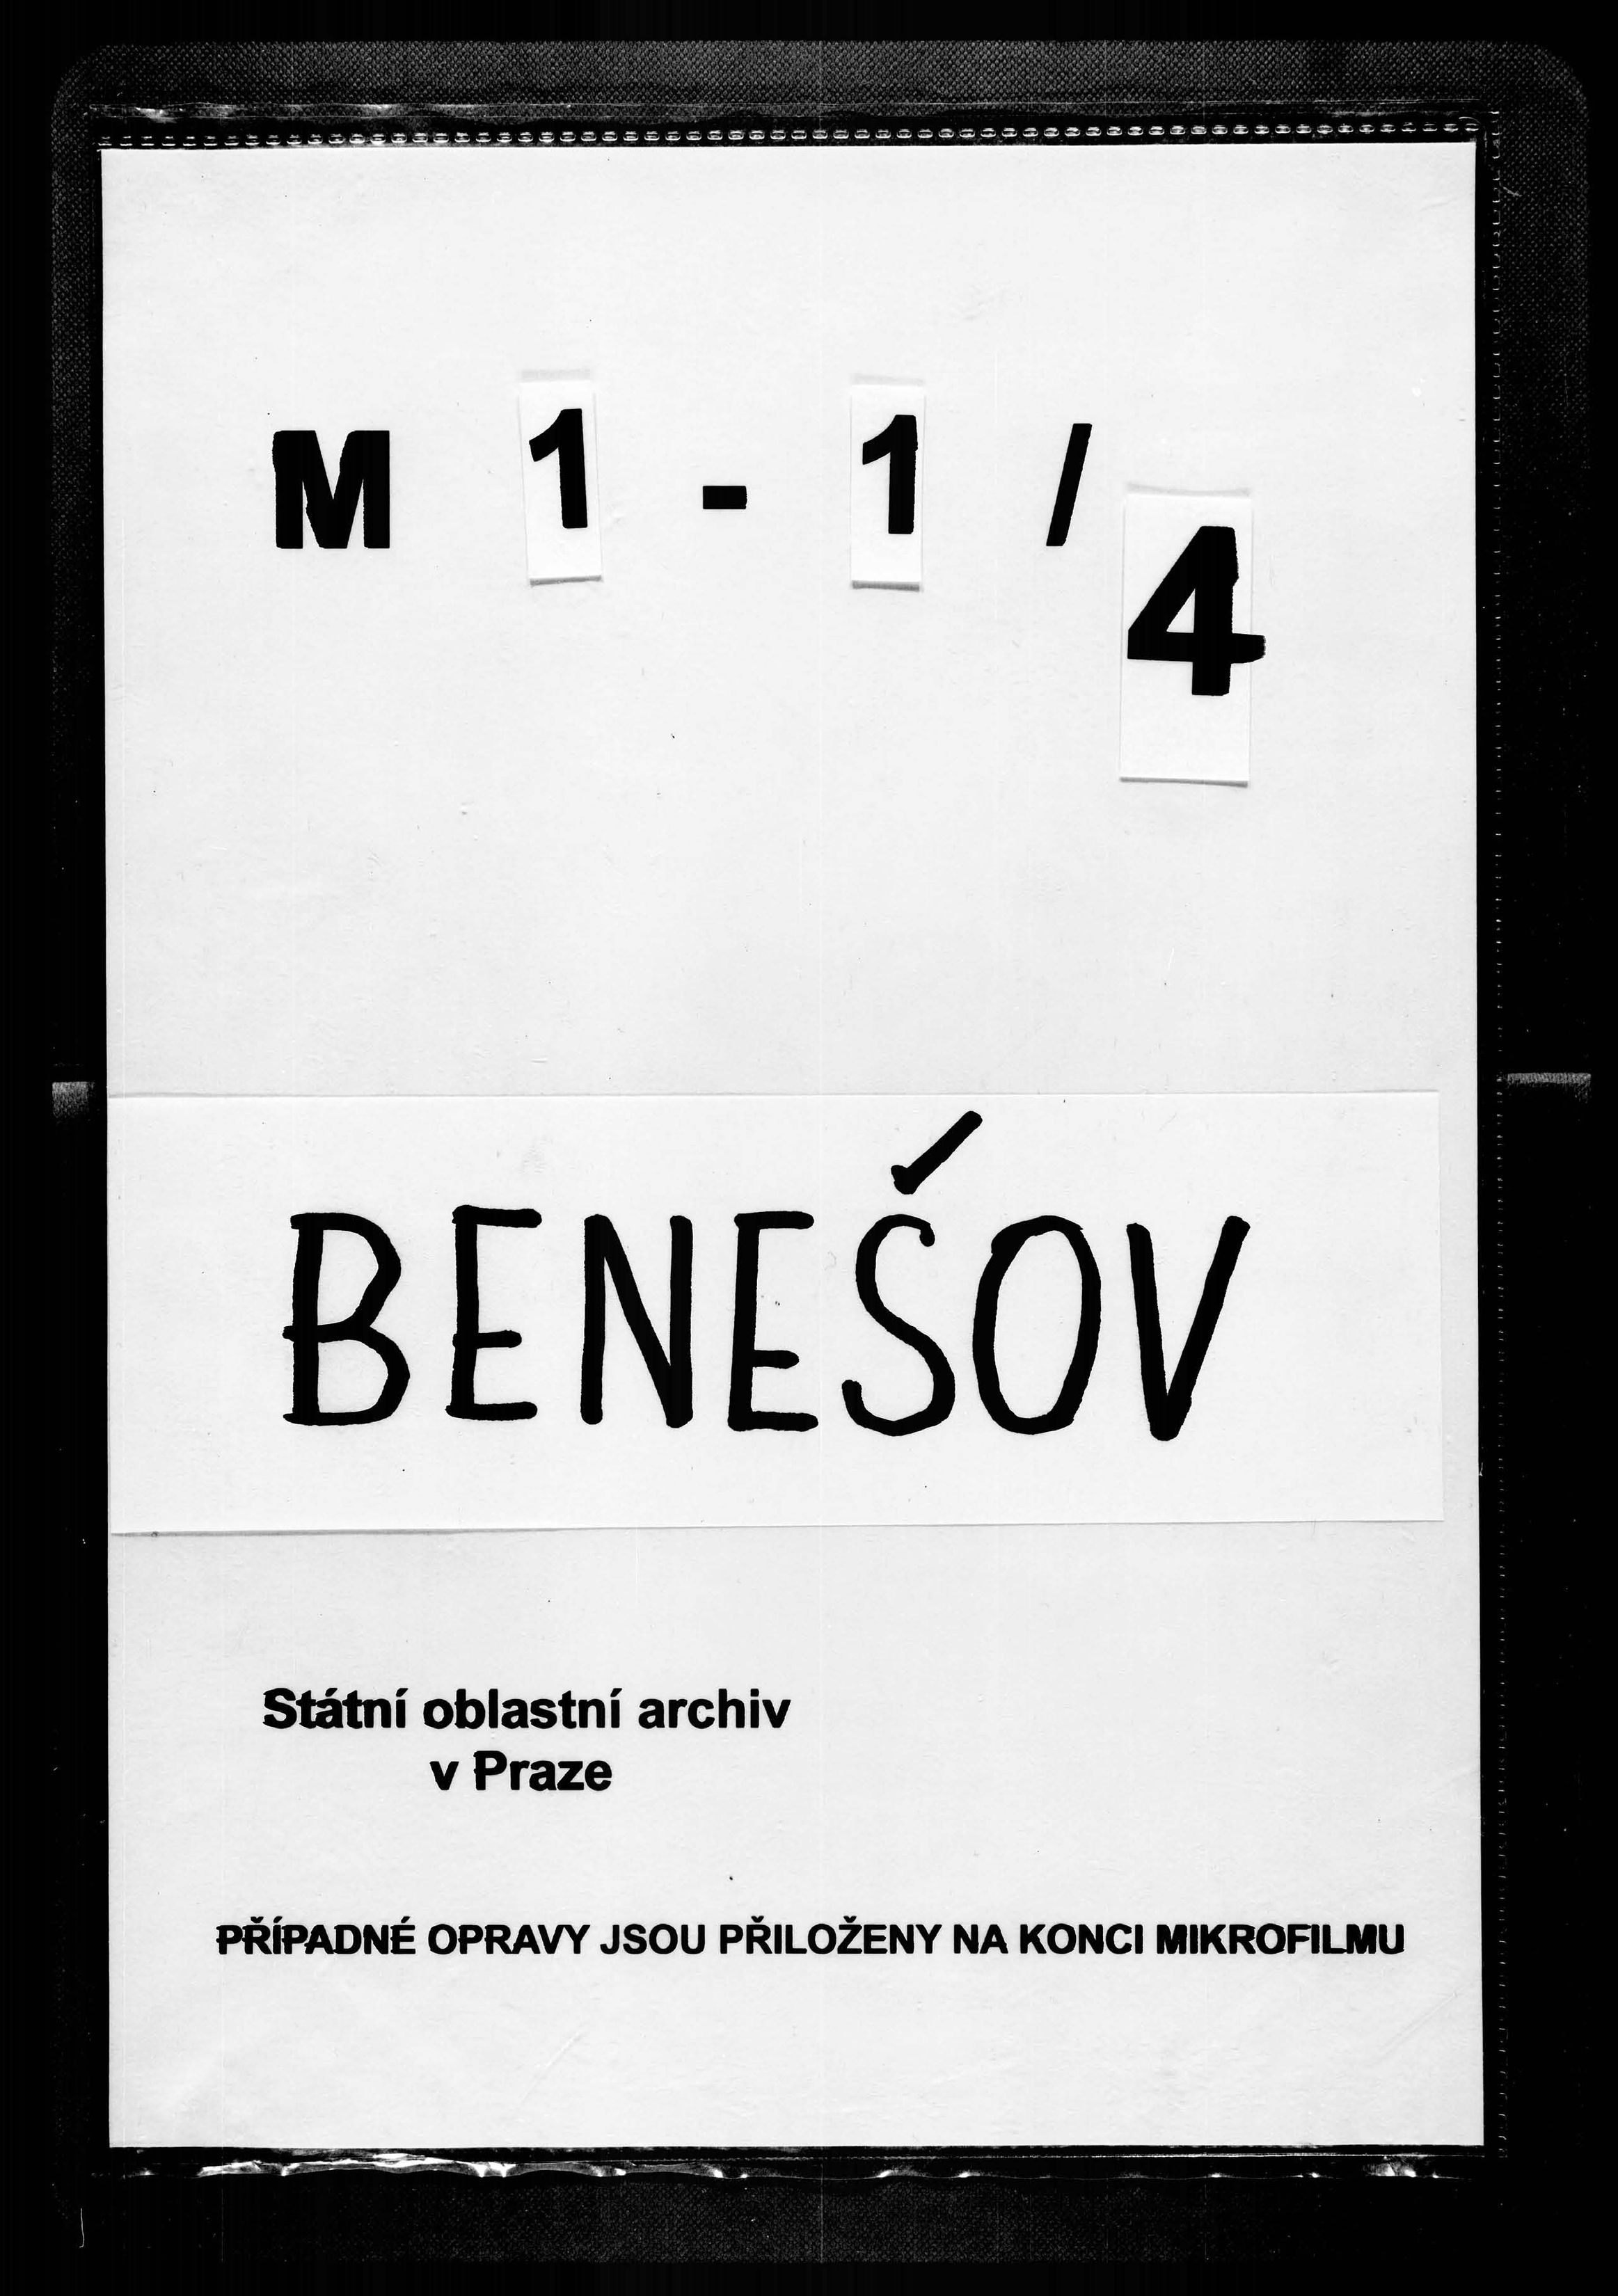 M 1 - 1 / 4
BENEŠOV
Státní oblastní archiv
v Praze
PŘÍPADNÉ OPRAVY JSOU PŘILOŽENY NA KONCI MIKROFILMU